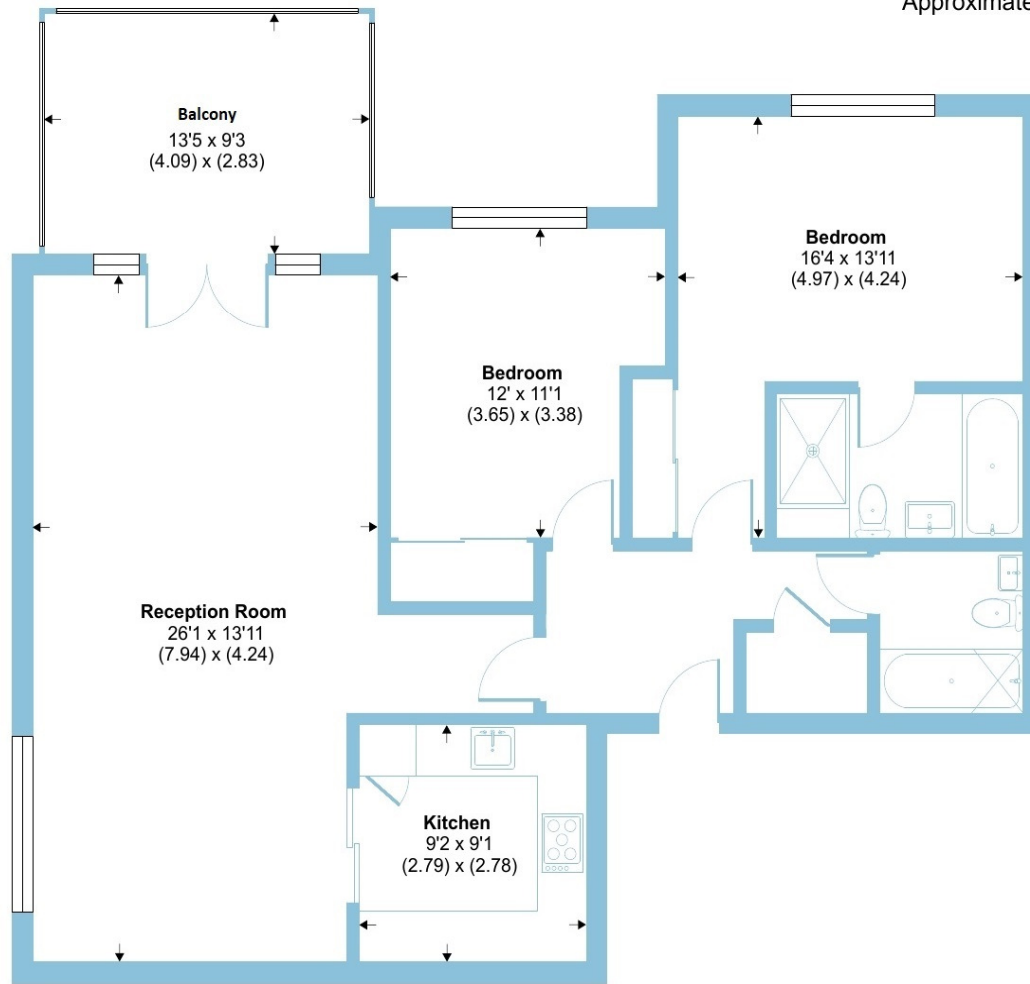 Approximate
Balcony
13'5 x 9'3
(4.09) x (2.83)
Bedroom
16'4 x 13'11
(4.97) x (4.24)
Bedroom
12' x 11'1
(3.65) x (3.38)
Reception Room
26'1 x 13'11
(7.94) x (4.24)
Kitchen
9'2 x 9'1
(2.79) x (2.78)